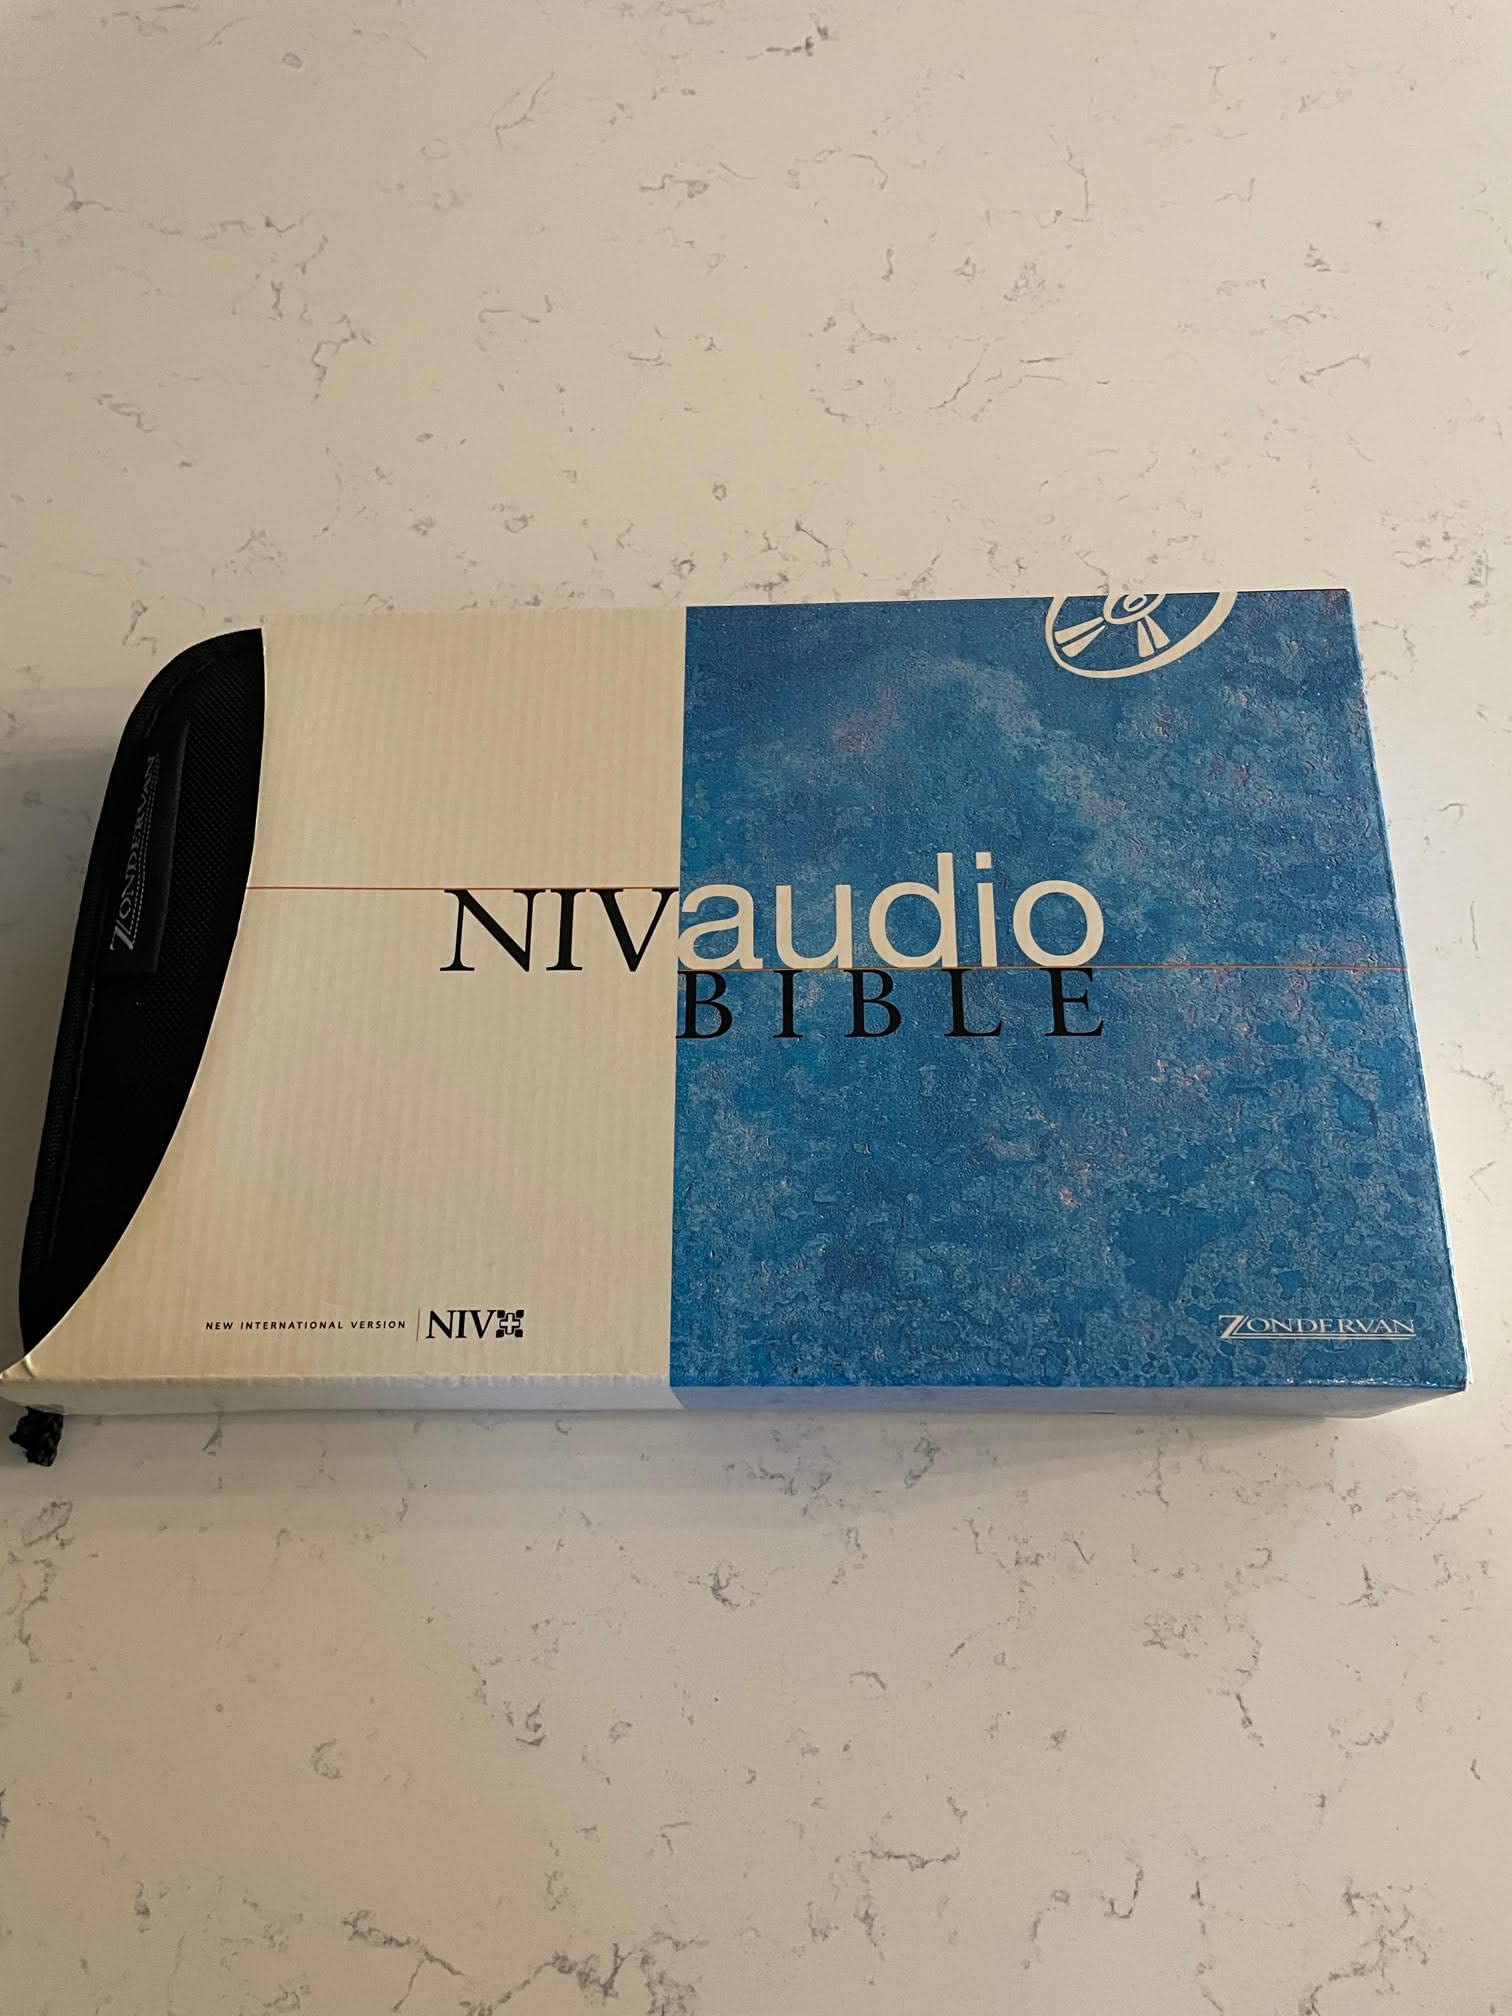 ZONDERVAN
NIVaudio
BIBLE
NEW INTERNATIONAL VERSION | NIV
ZONDERVAN